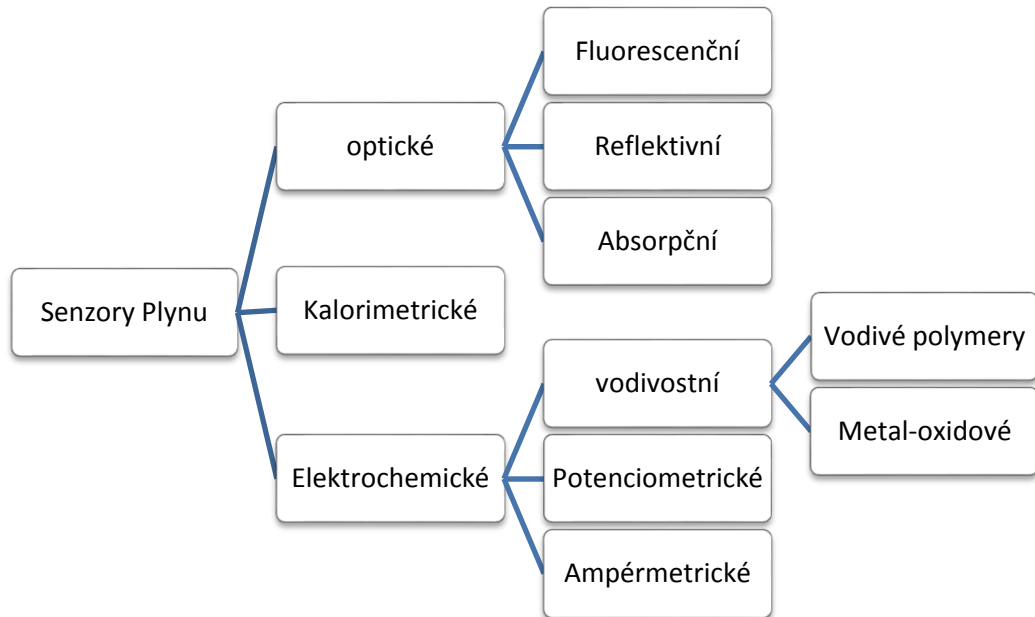 Senzory Plynu
optické
Fluorescenční
Reflektivní
Absorpční
Kalorimetrické
Elektrochemické
vodivostní
Vodivé polymery
Metal-oxidové
Potenciometrické
Ampérmetrické